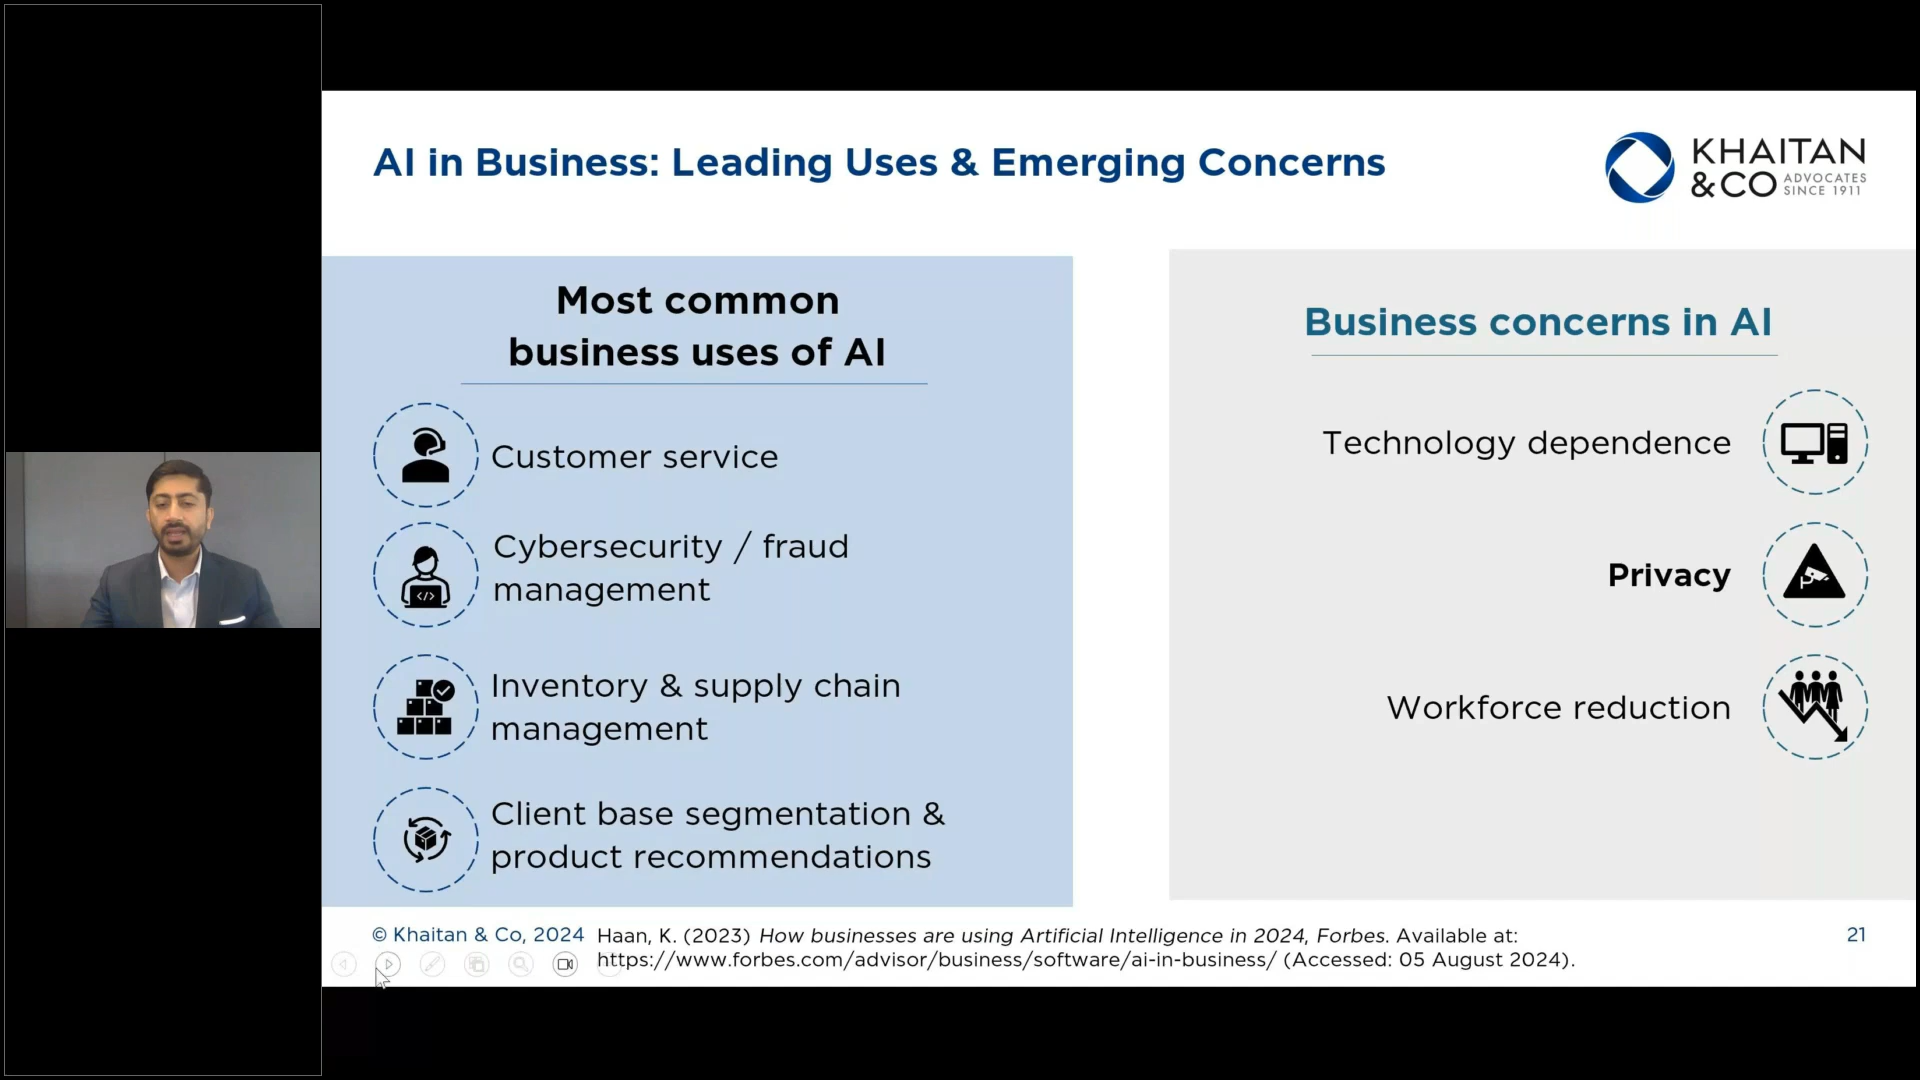 AI in Business: Leading Uses & Emerging Concerns
KHAITAN
&CO ADVOCATES
SINCE 1911
Most common
business uses of AI
Customer service
Cybersecurity / fraud
management
Inventory & supply chain
management
Client base segmentation &
product recommendations
Business concerns in AI
Technology dependence
Privacy
Workforce reduction
© Khaitan & Co, 2024
Haan, K. (2023) How businesses are using Artificial Intelligence in 2024, Forbes. Available at:
https://www.forbes.com/advisor/business/software/ai-in-business/ (Accessed: 05 August 2024).
21